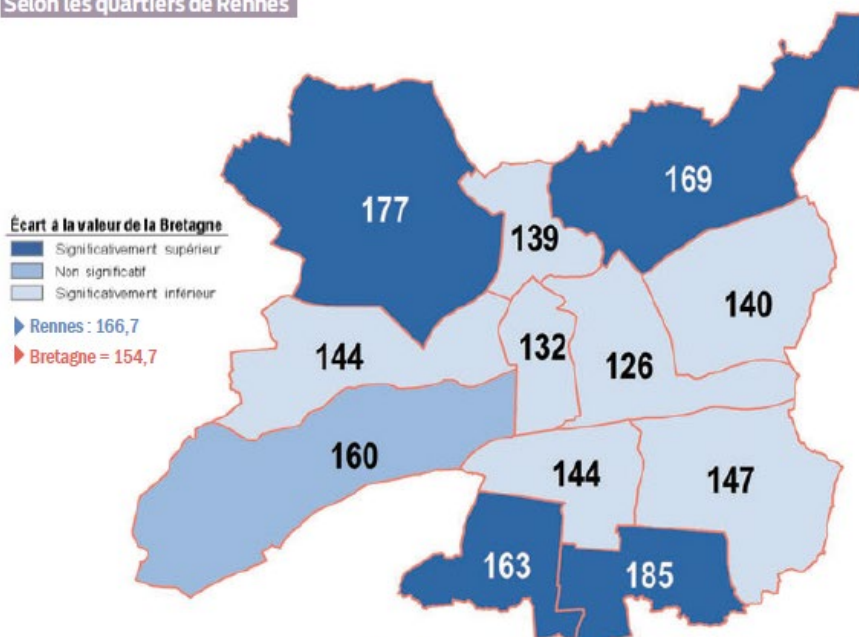 Selon les quartiers de Rennes
177
169
139
Écart à la valeur de la Bretagne
Significativement supérieur
Non significatif
Significativement inférieur
140
Rennes : 166,7
Bretagne = 154,7
144
132
126
160
144
147
163
185